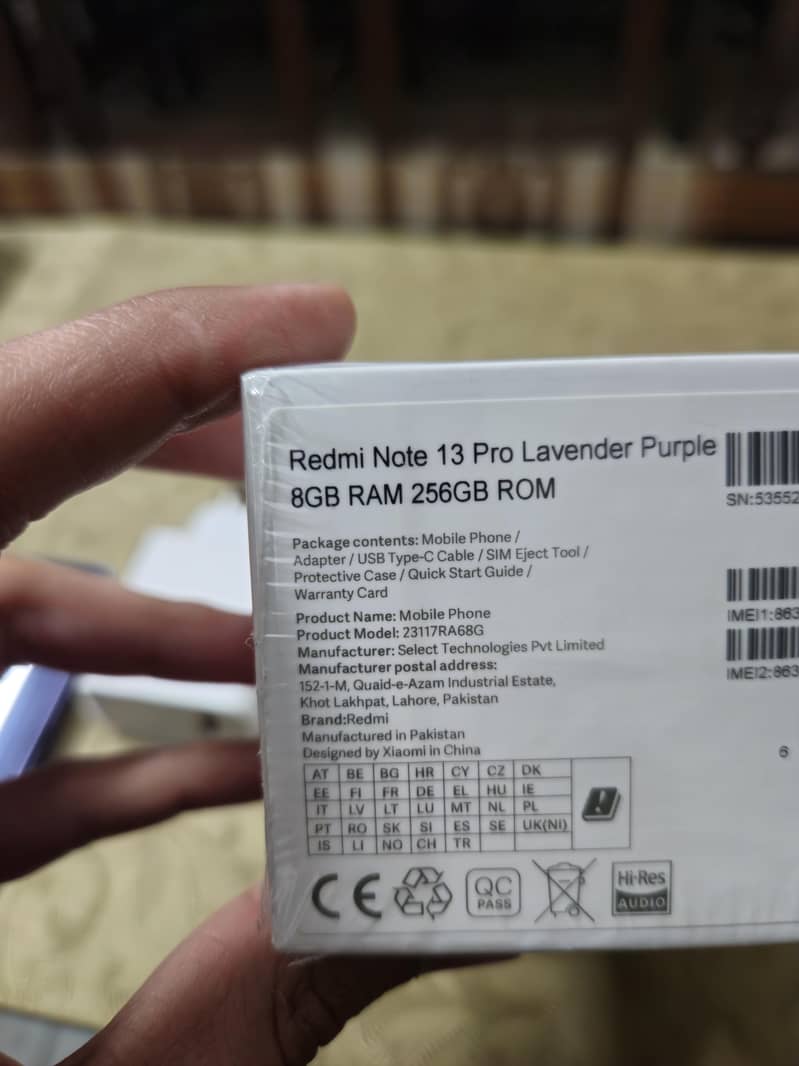 Redmi Note 13 Pro Lavender Purple
8GB RAM 256GB ROM
SN:53552
Package contents: Mobile Phone /
Adapter / USB Type-C Cable / SIM Eject Tool /
Protective Case / Quick Start Guide /
Warranty Card
IMEI1:863
IMEI2:863
Product Name: Mobile Phone
Product Model: 23117RA68G
Manufacturer: Select Technologies Pvt Limited
Manufacturer postal address:
152-1-M, Quaid-e-Azam Industrial Estate,
Khot Lakhpat, Lahore, Pakistan
Brand:Redmi
Manufactured in Pakistan
Designed by Xiaomi in China
6
AT BE BG HR CY CZ DK
EE FI FR DE EL HU IE
IT LV LT LU MT NL PL
PT RO SK SI ES SE UK(NI)
IS LI NO CH TR
CE
QC
PASS
Hi-Res
AUDIO